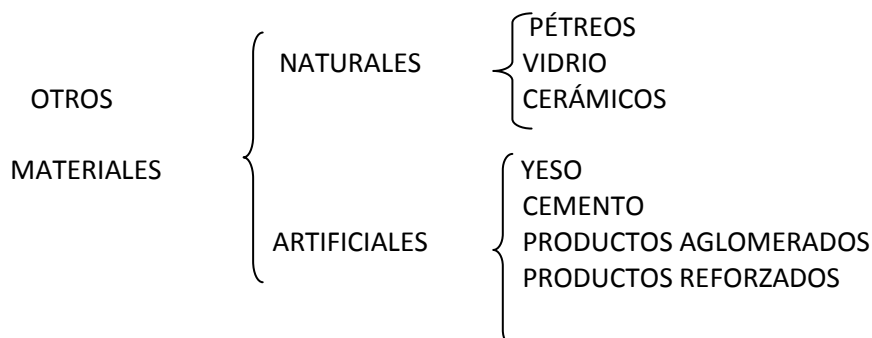 OTROS
MATERIALES
NATURALES
PÉTREOS
VIDRIO
CERÁMICOS
ARTIFICIALES
YESO
CEMENTO
PRODUCTOS AGLOMERADOS
PRODUCTOS REFORZADOS